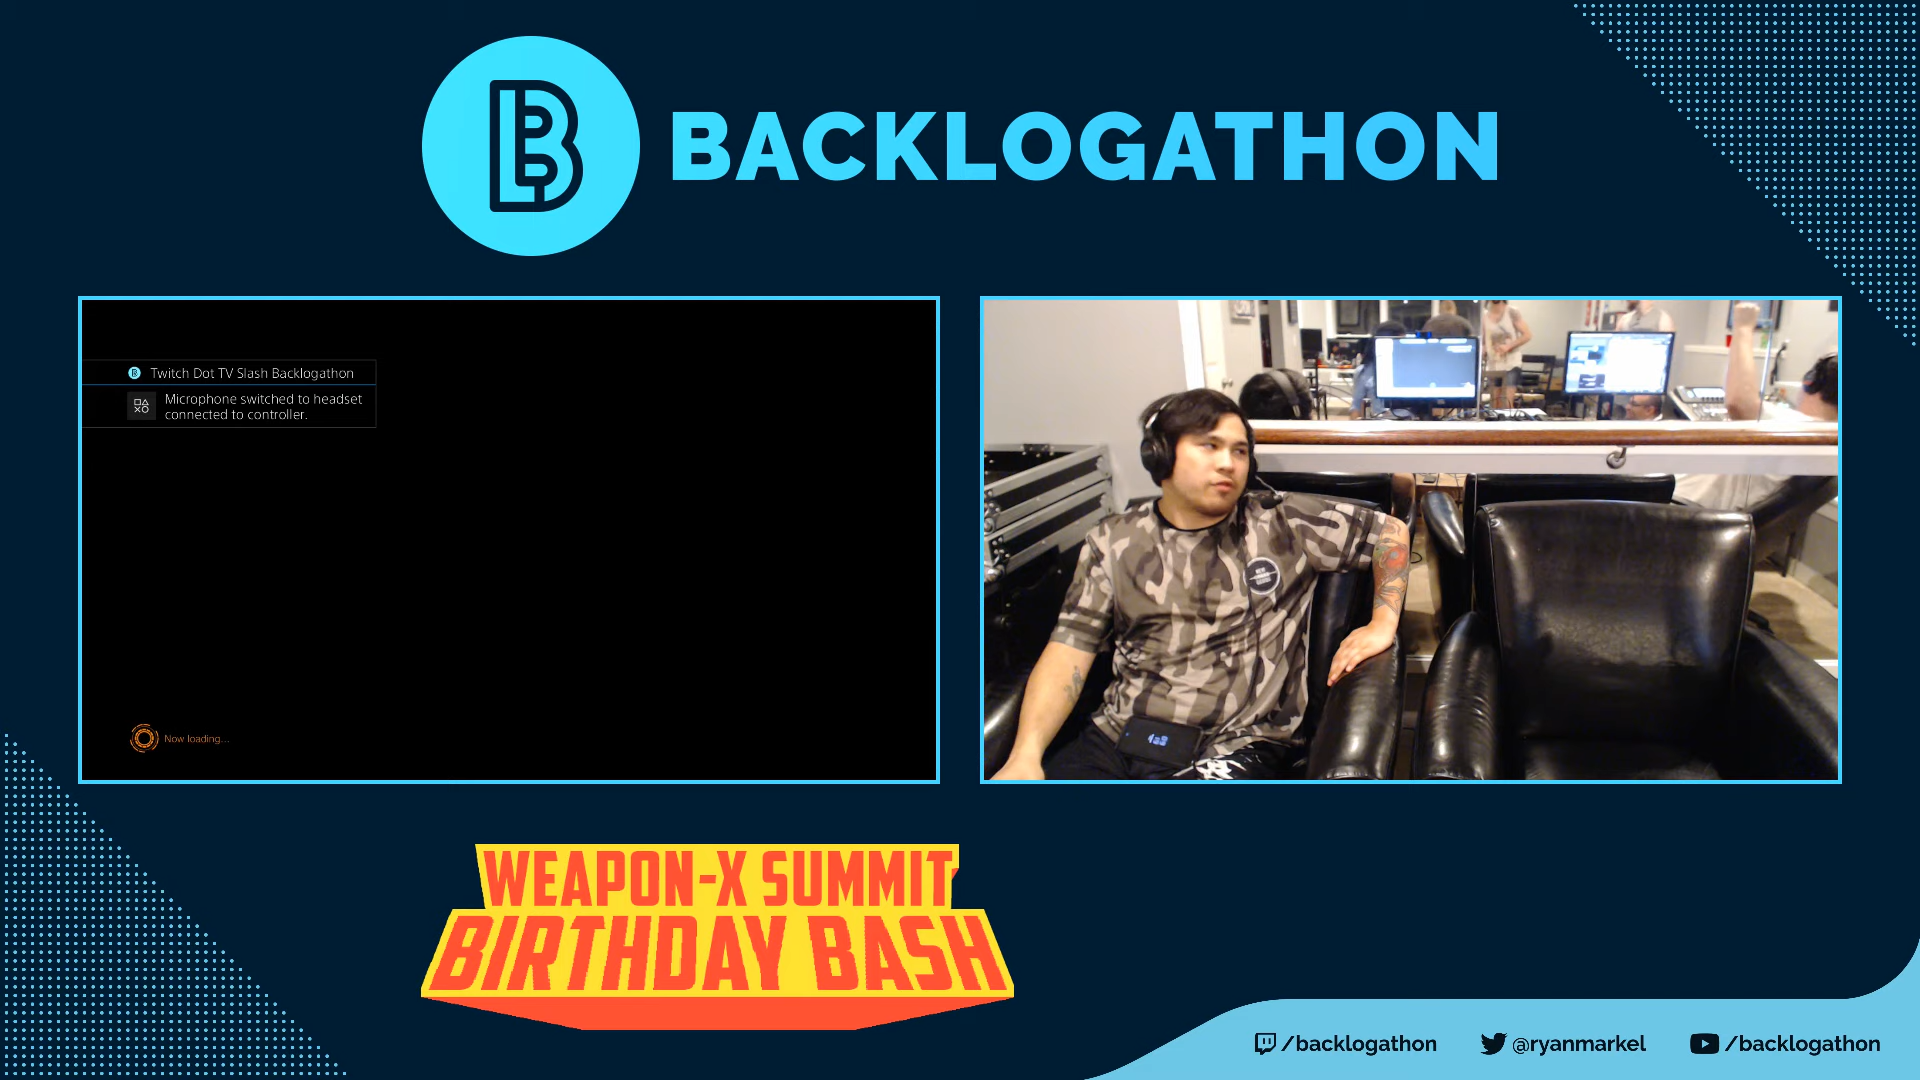 BACKLOGATHON
Twitch Dot TV Slash Backlogathon
Microphone switched to headset
connected to controller.
Now loading...
WEAPON-X SUMMIT
BIRTHDAY BASH
/backlogathon
@ryanmarkel
/backlogathon